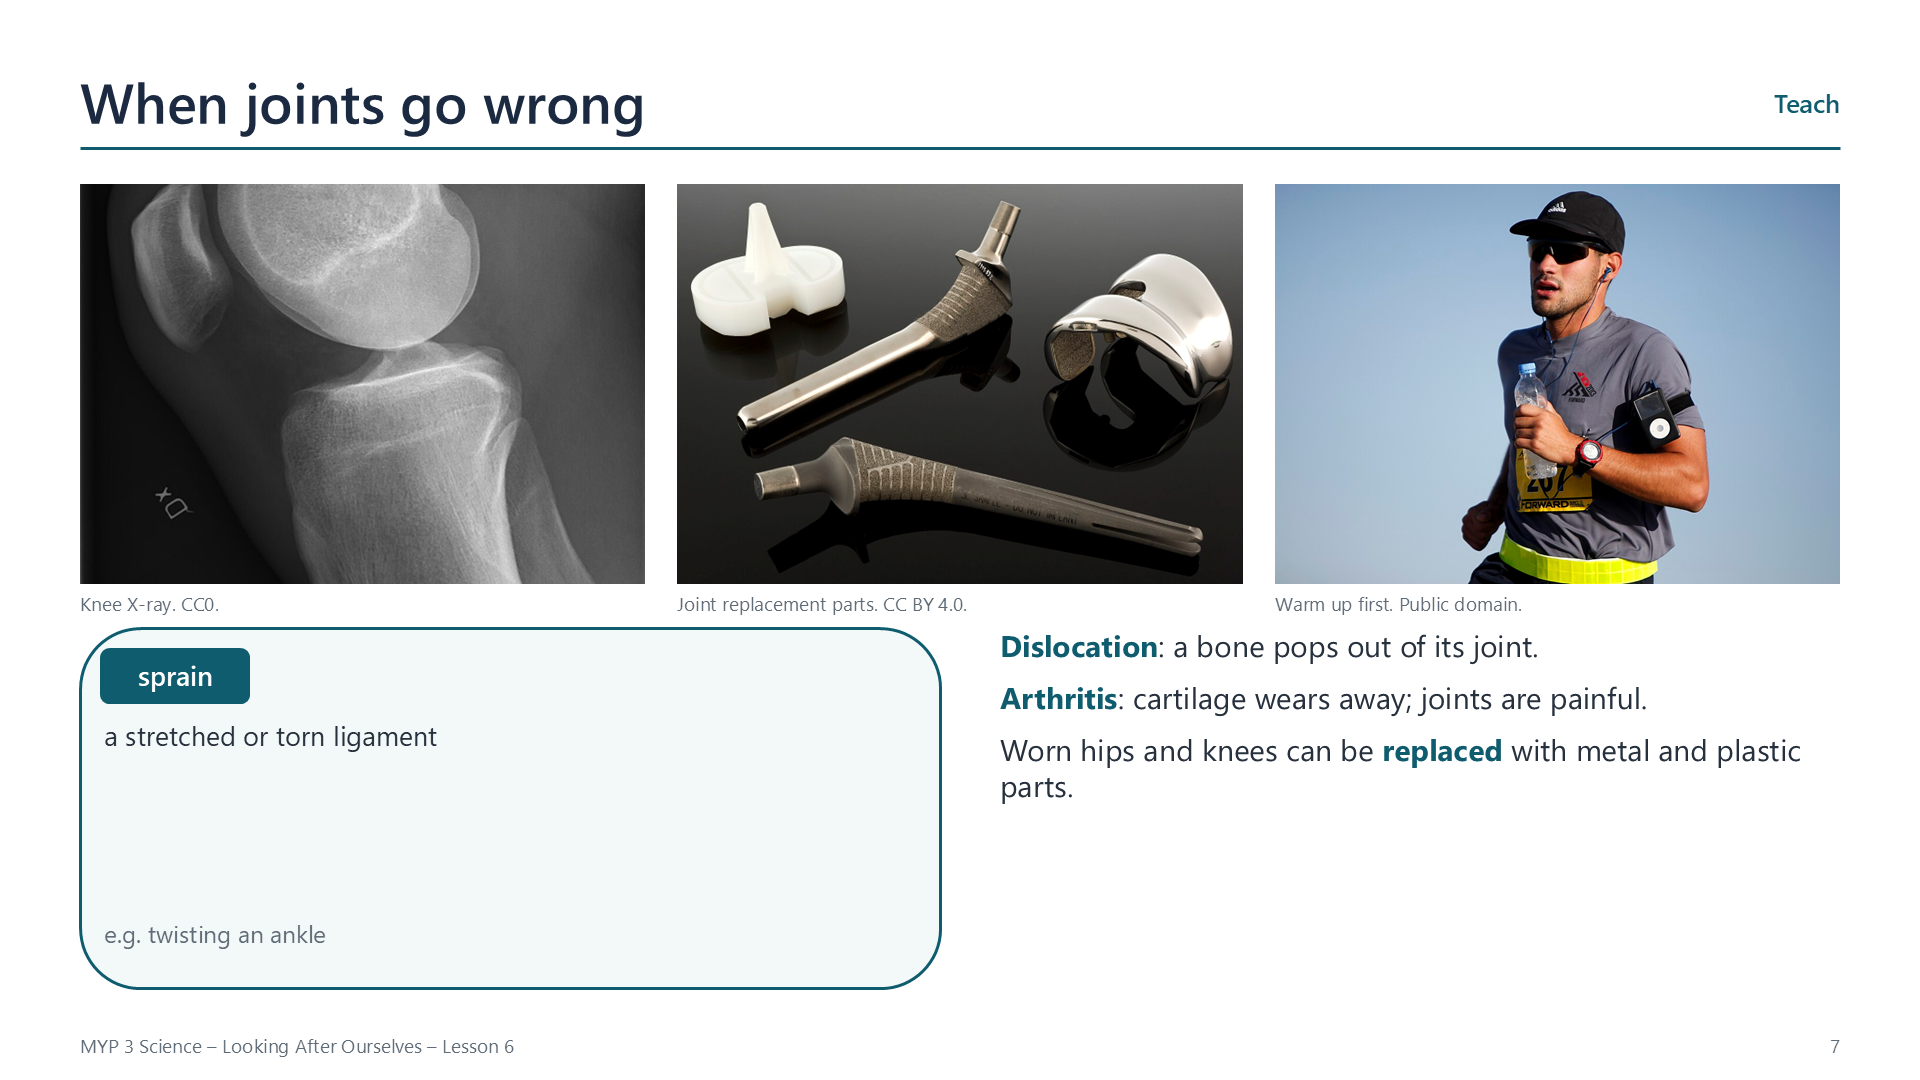 When joints go wrong
Teach
Knee X-ray. CC0.
Joint replacement parts. CC BY 4.0.
Warm up first. Public domain.
sprain
a stretched or torn ligament
e.g. twisting an ankle
Dislocation: a bone pops out of its joint.
Arthritis: cartilage wears away; joints are painful.
Worn hips and knees can be replaced with metal and plastic
parts.
MYP 3 Science – Looking After Ourselves – Lesson 6
7
adidas
FORWARD
FORWARD